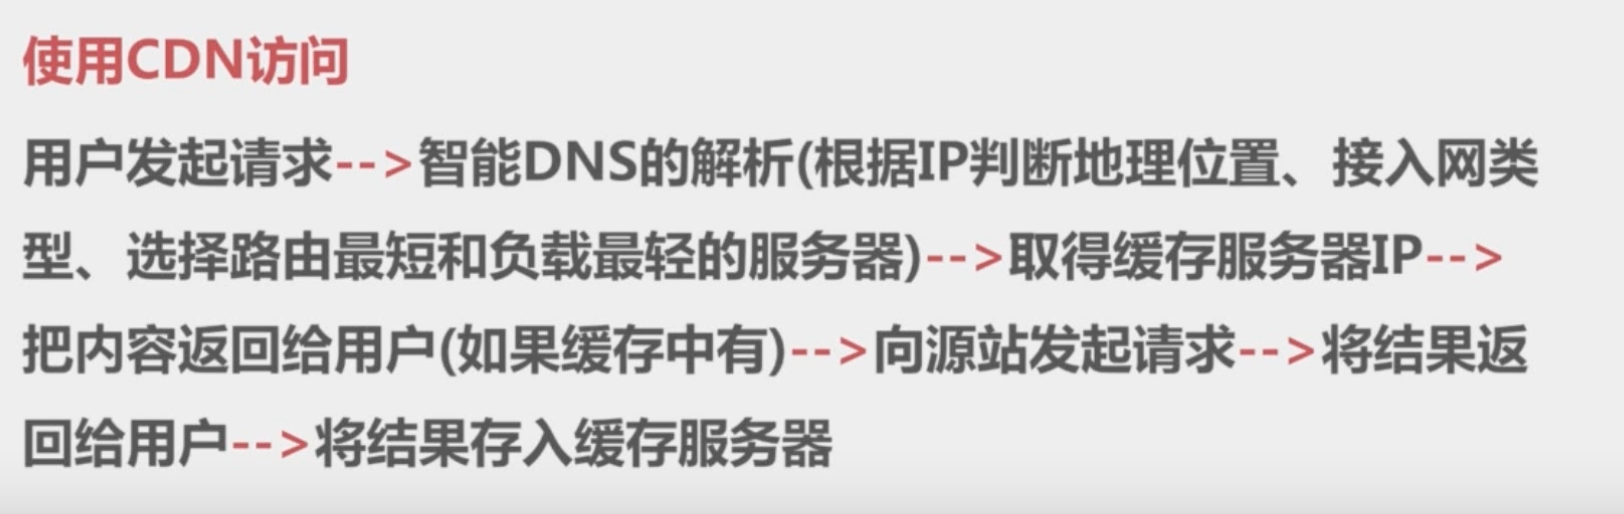 使用CDN访问
用户发起请求-->智能DNS的解析(根据IP判断地理位置、接入网类
型、选择路由最短和负载最轻的服务器)-->取得缓存服务器IP-->
把内容返回给用户(如果缓存中有)-->向源站发起请求-->将结果返
回给用户-->将结果存入缓存服务器